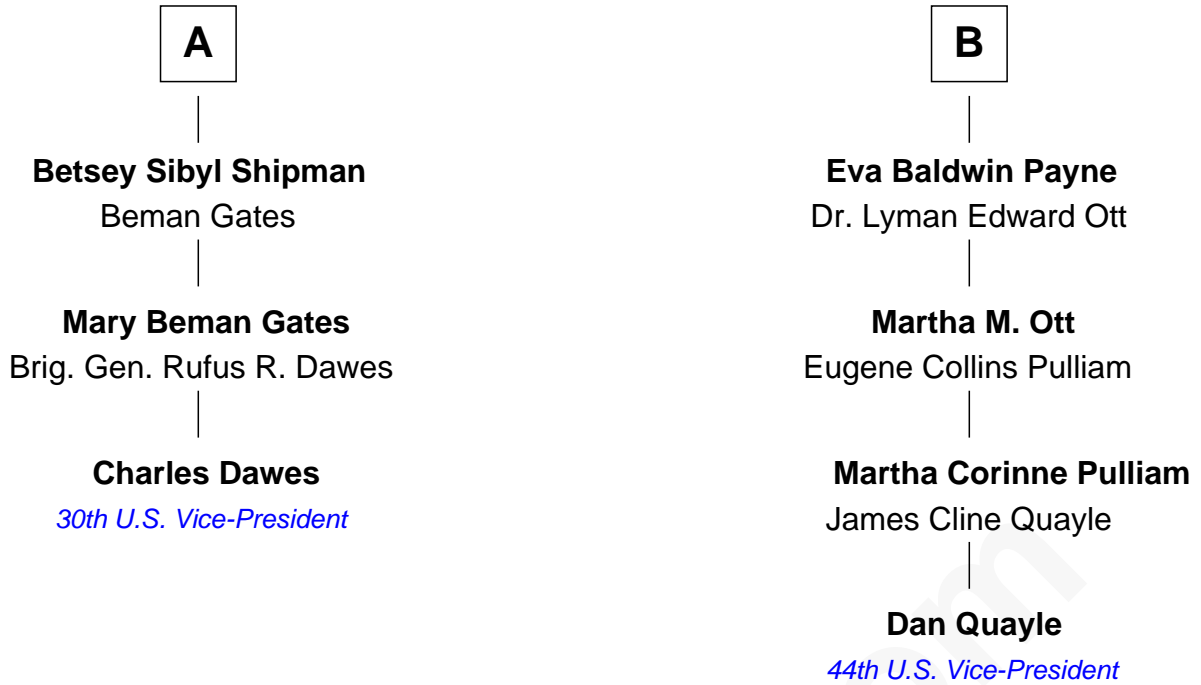 A
Betsey Sibyl Shipman
Beman Gates
Mary Beman Gates
Brig. Gen. Rufus R. Dawes
Charles Dawes
30th U.S. Vice-President
B
Eva Baldwin Payne
Dr. Lyman Edward Ott
Martha M. Ott
Eugene Collins Pulliam
Martha Corinne Pulliam
James Cline Quayle
Dan Quayle
44th U.S. Vice-President